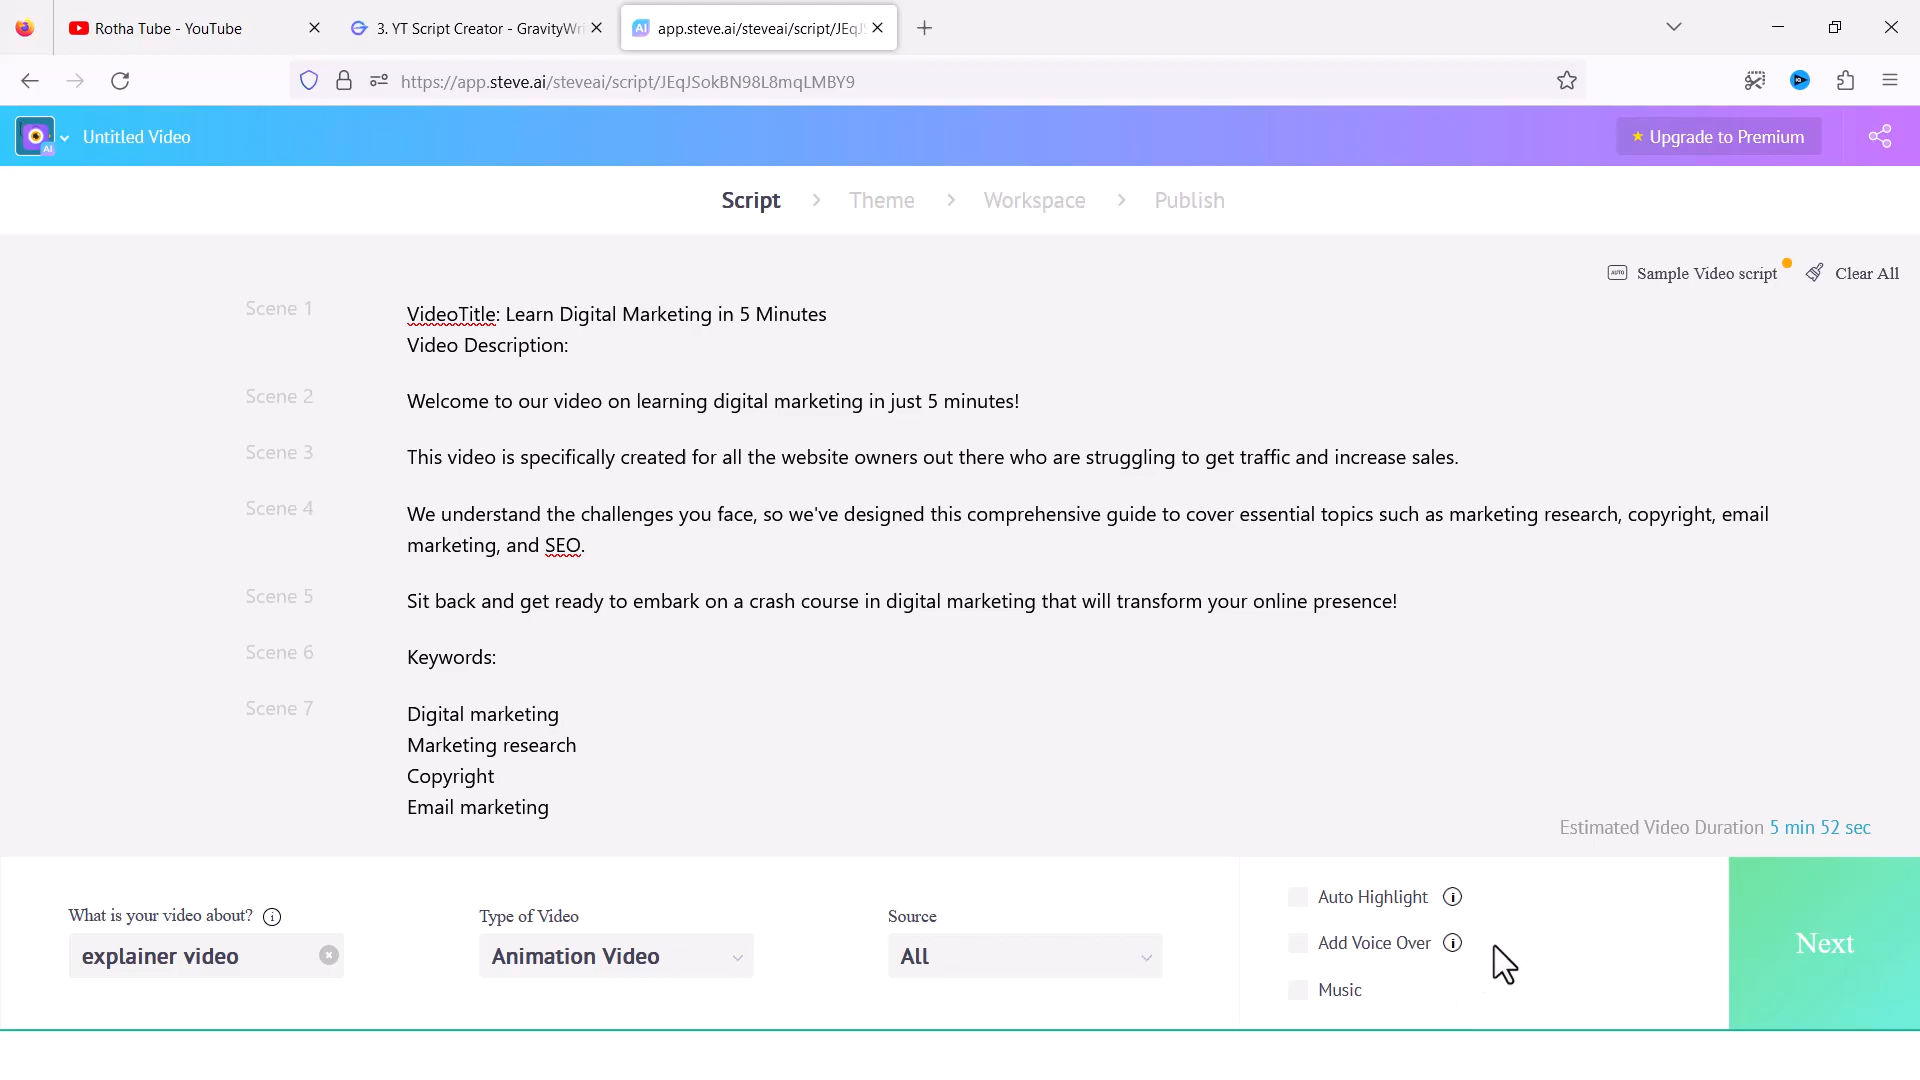 Rotha Tube - YouTube
3. YT Script Creator - GravityWri
app.steve.ai/steveai/script/JEqJS
https://app.steve.ai/steveai/script/JEqJSokBN98L8mqLMBY9
AI
Untitled Video
Upgrade to Premium
Script
Theme
Workspace
Publish
AUTO
Sample Video script
Clear All
Scene 1
VideoTitle: Learn Digital Marketing in 5 Minutes
Video Description:
Scene 2
Welcome to our video on learning digital marketing in just 5 minutes!
Scene 3
This video is specifically created for all the website owners out there who are struggling to get traffic and increase sales.
Scene 4
We understand the challenges you face, so we've designed this comprehensive guide to cover essential topics such as marketing research, copyright, email
marketing, and SEO.
Scene 5
Sit back and get ready to embark on a crash course in digital marketing that will transform your online presence!
Scene 6
Keywords:
Scene 7
Digital marketing
Marketing research
Copyright
Email marketing
Estimated Video Duration 5 min 52 sec
What is your video about?
explainer video
Type of Video
Animation Video
Source
All
Auto Highlight
Add Voice Over
Music
Next